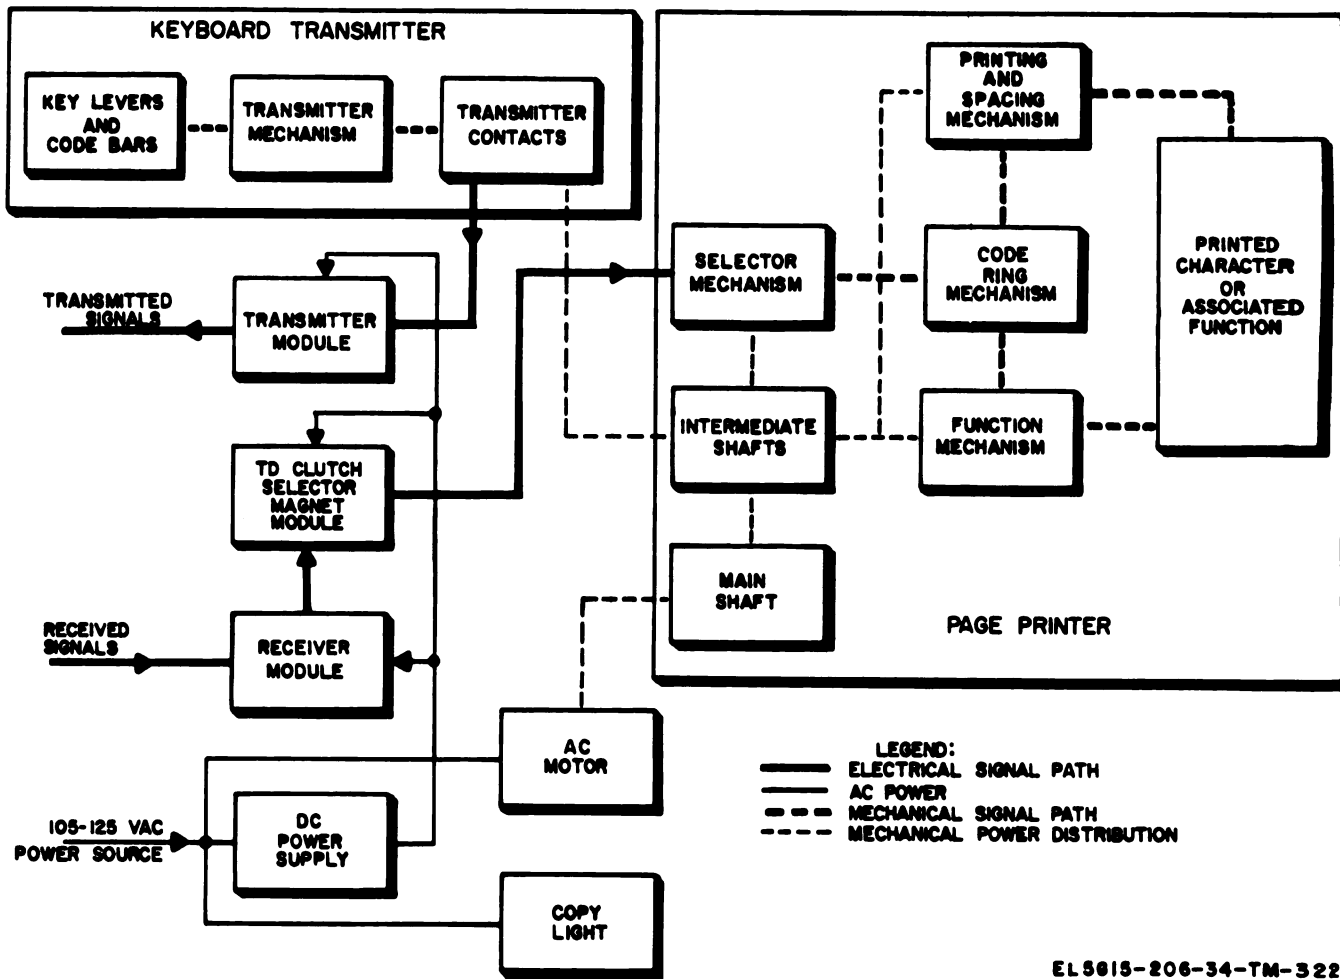 KEYBOARD TRANSMITTER
KEY LEVERS
AND
CODE BARS
TRANSMITTER
MECHANISM
TRANSMITTER
CONTACTS
PRINTING
AND
SPACING
MECHANISM
SELECTOR
MECHANISM
CODE
RING
MECHANISM
PRINTED
CHARACTER
OR
ASSOCIATED
FUNCTION
TRANSMITTED
SIGNALS
TRANSMITTER
MODULE
INTERMEDIATE
SHAFTS
FUNCTION
MECHANISM
TD CLUTCH
SELECTOR
MAGNET
MODULE
MAIN
SHAFT
PAGE PRINTER
RECEIVED
SIGNALS
RECEIVER
MODULE
AC
MOTOR
LEGEND:
ELECTRICAL SIGNAL PATH
AC POWER
MECHANICAL SIGNAL PATH
MECHANICAL POWER DISTRIBUTION
105-125 VAC
POWER SOURCE
DC
POWER
SUPPLY
COPY
LIGHT
EL5815-206-34-TM-322